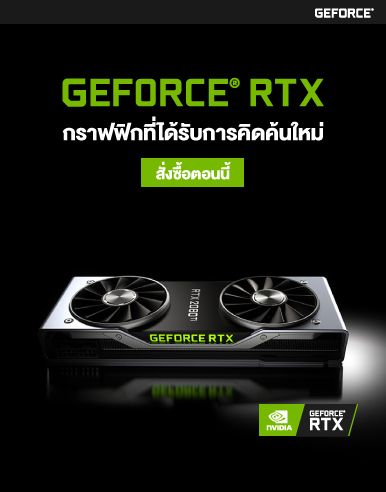 GEFORCE®
GEFORCE® RTX
กราฟฟิกที่ได้รับการคิดค้นใหม่
สั่งซื้อตอนนี้
RTX 2080 Ti
GEFORCE RTX
NVIDIA
GEFORCE®
RTX